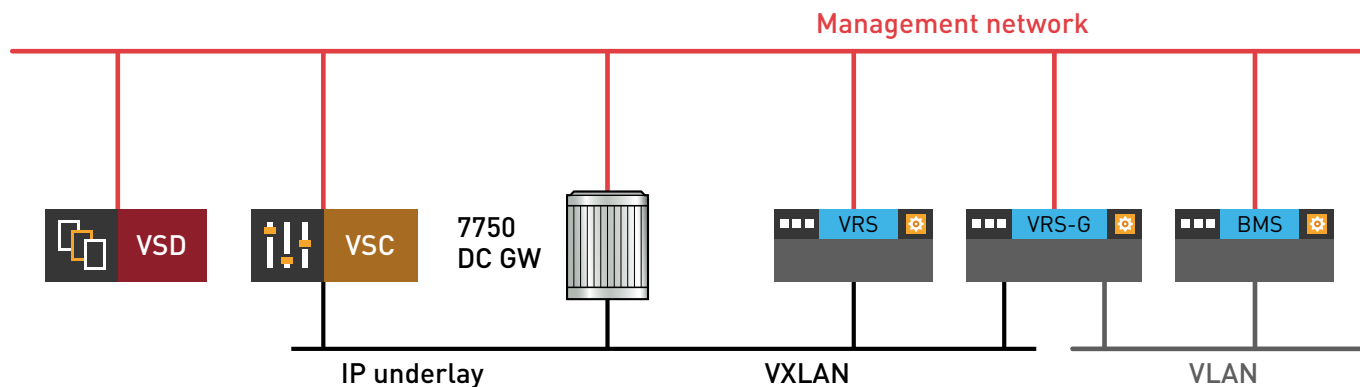 Management network
VSD
VSC
7750
DC GW
VRS
VRS-G
BMS
IP underlay
VXLAN
VLAN